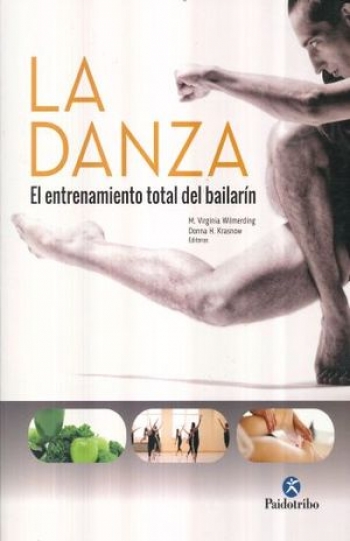 LA
DANZA
El entrenamiento total del bailarín
M. Virginia Wilmerding
Donna H. Krasnow
Editoras
Paidotribo